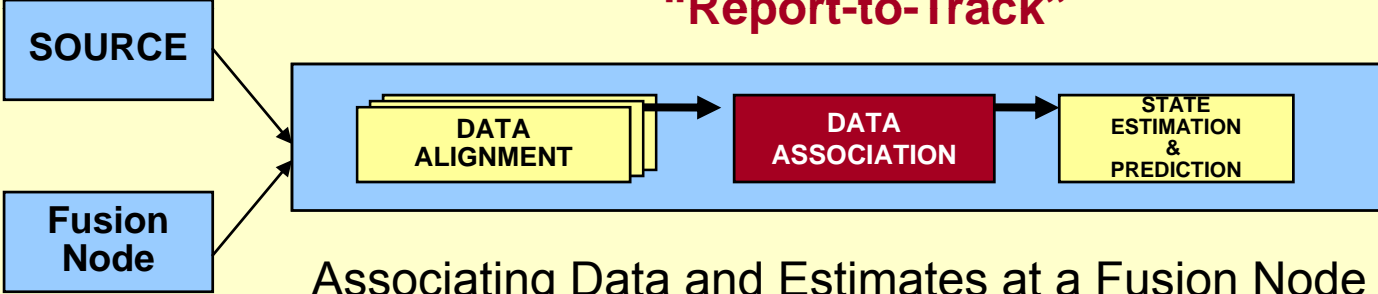 "Report-to-Track"
SOURCE
DATA
ALIGNMENT
DATA
ASSOCIATION
STATE
ESTIMATION
&
PREDICTION
Fusion
Node
Associating Data and Estimates at a Fusion Node